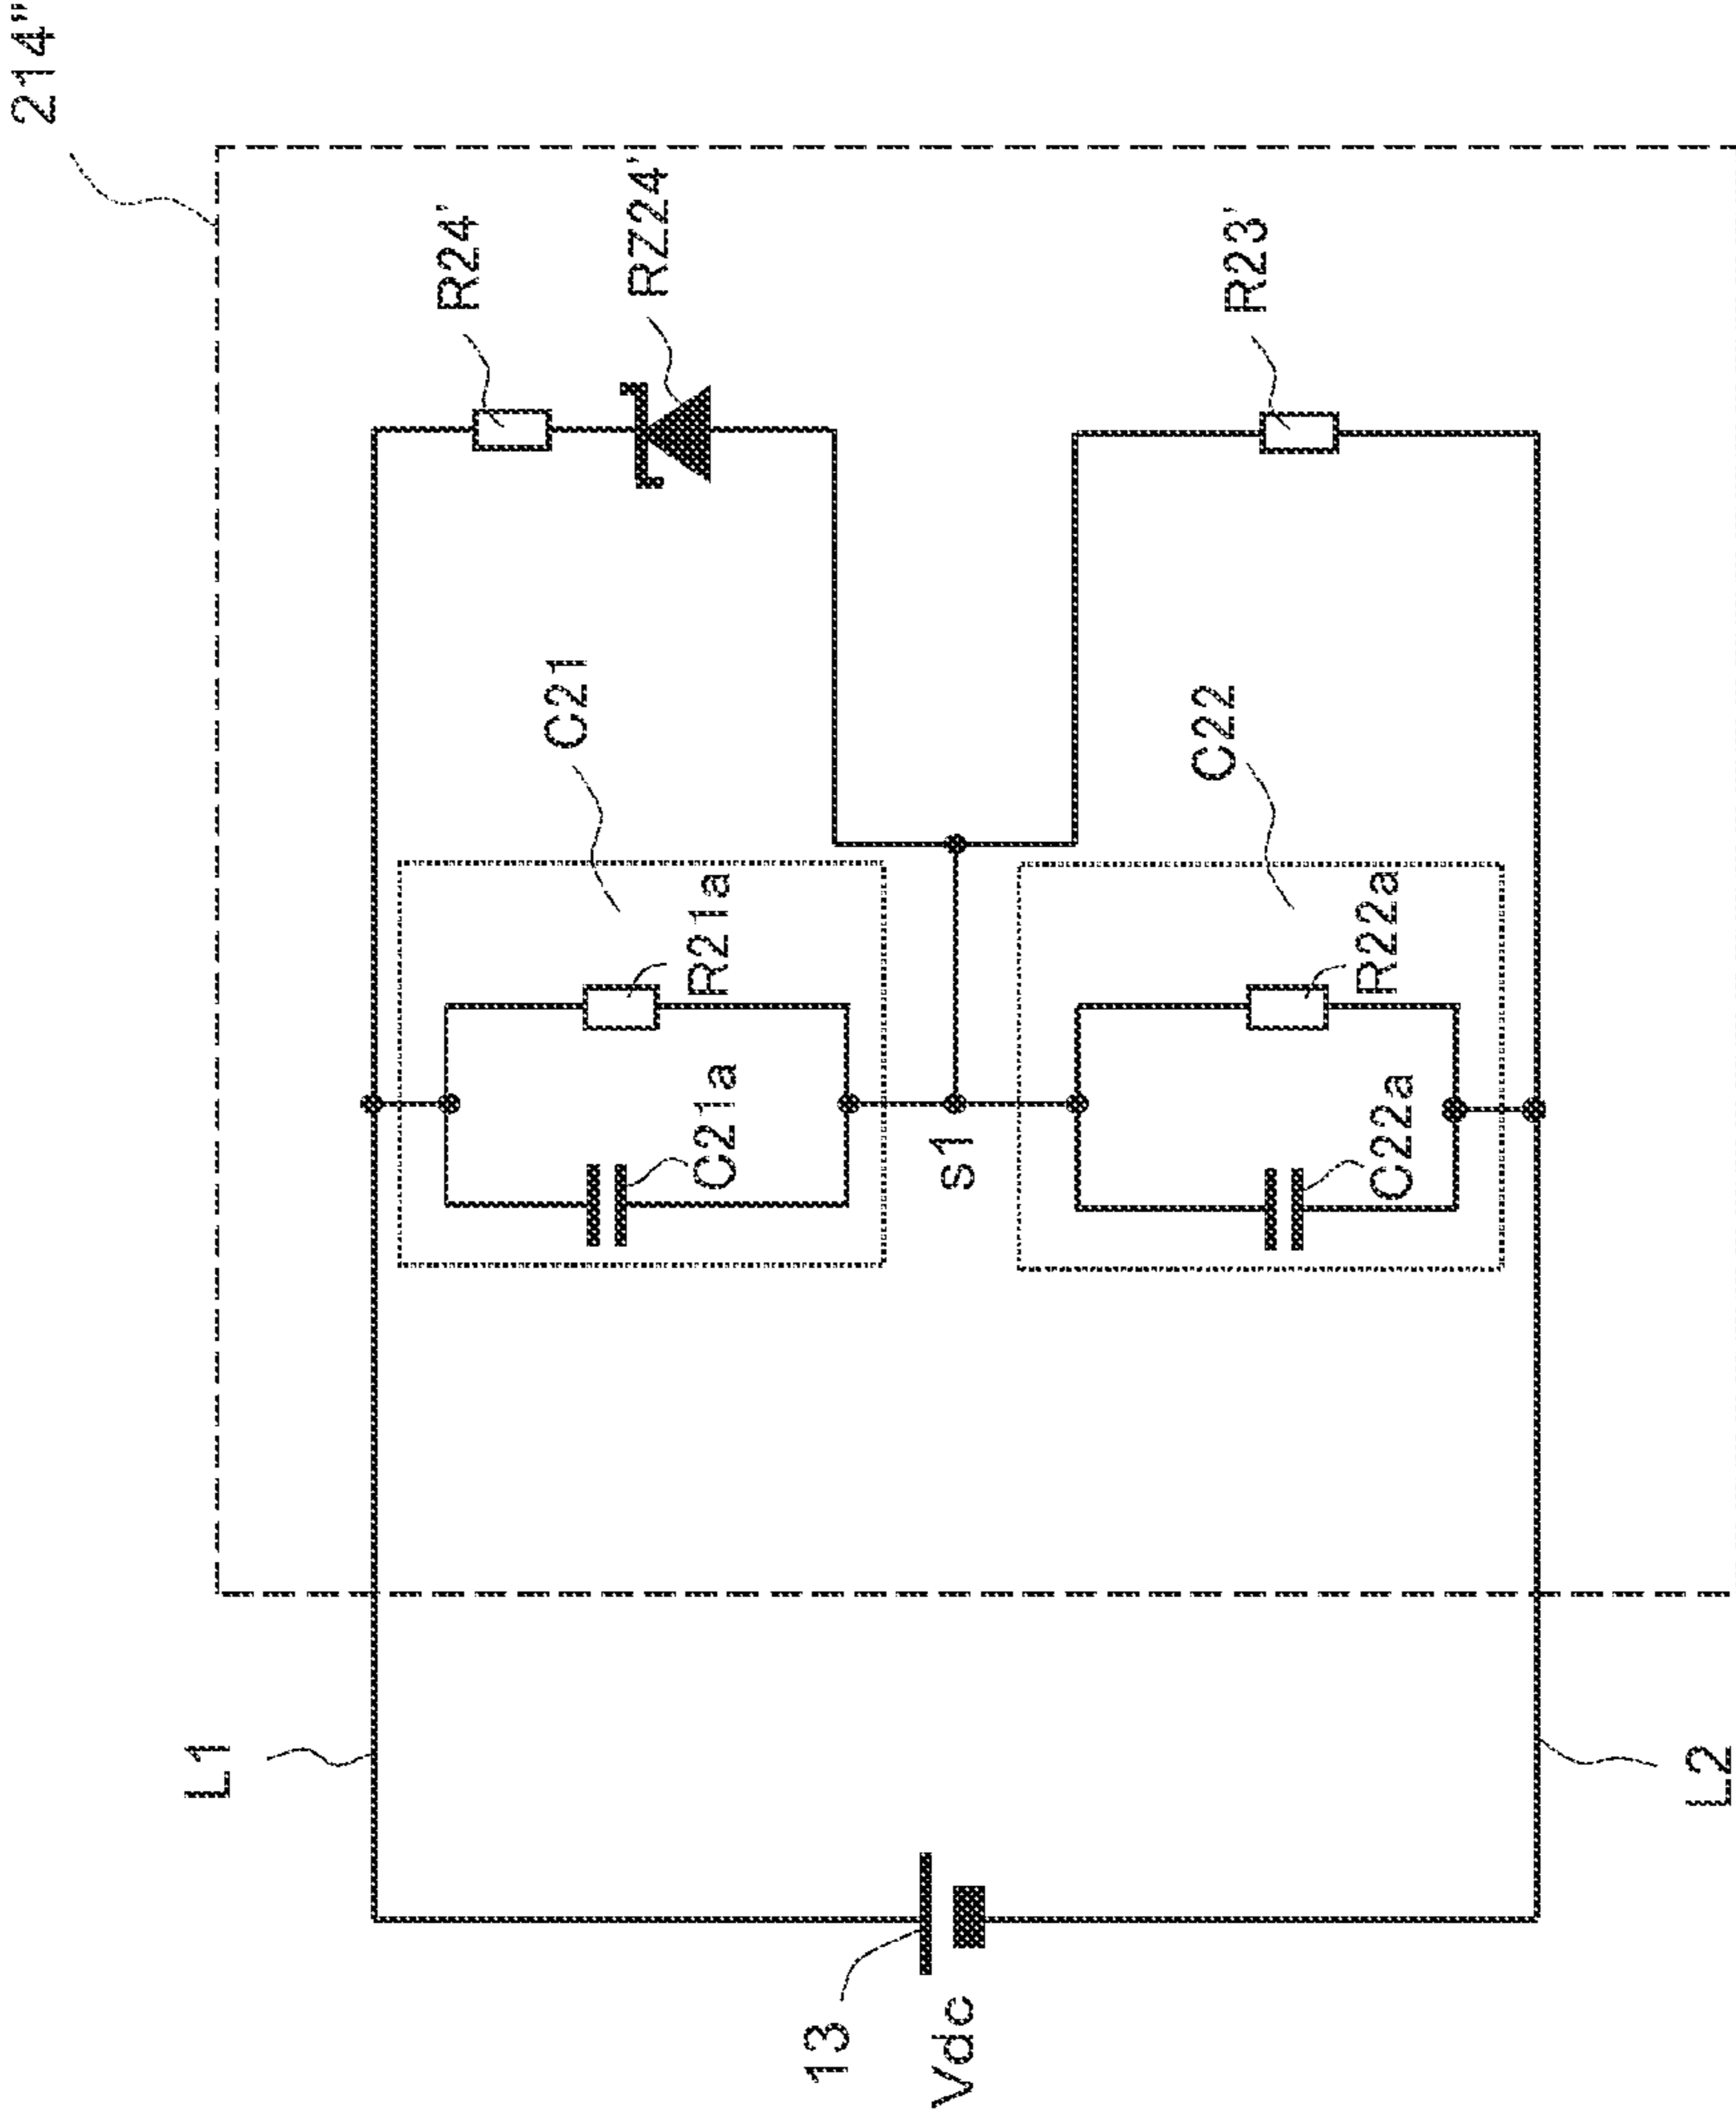 214"
R24'
RZ24'
R23'
C21
C22
R21a
R22a
C21a
C22a
s1
L1
L2
13
Vdc